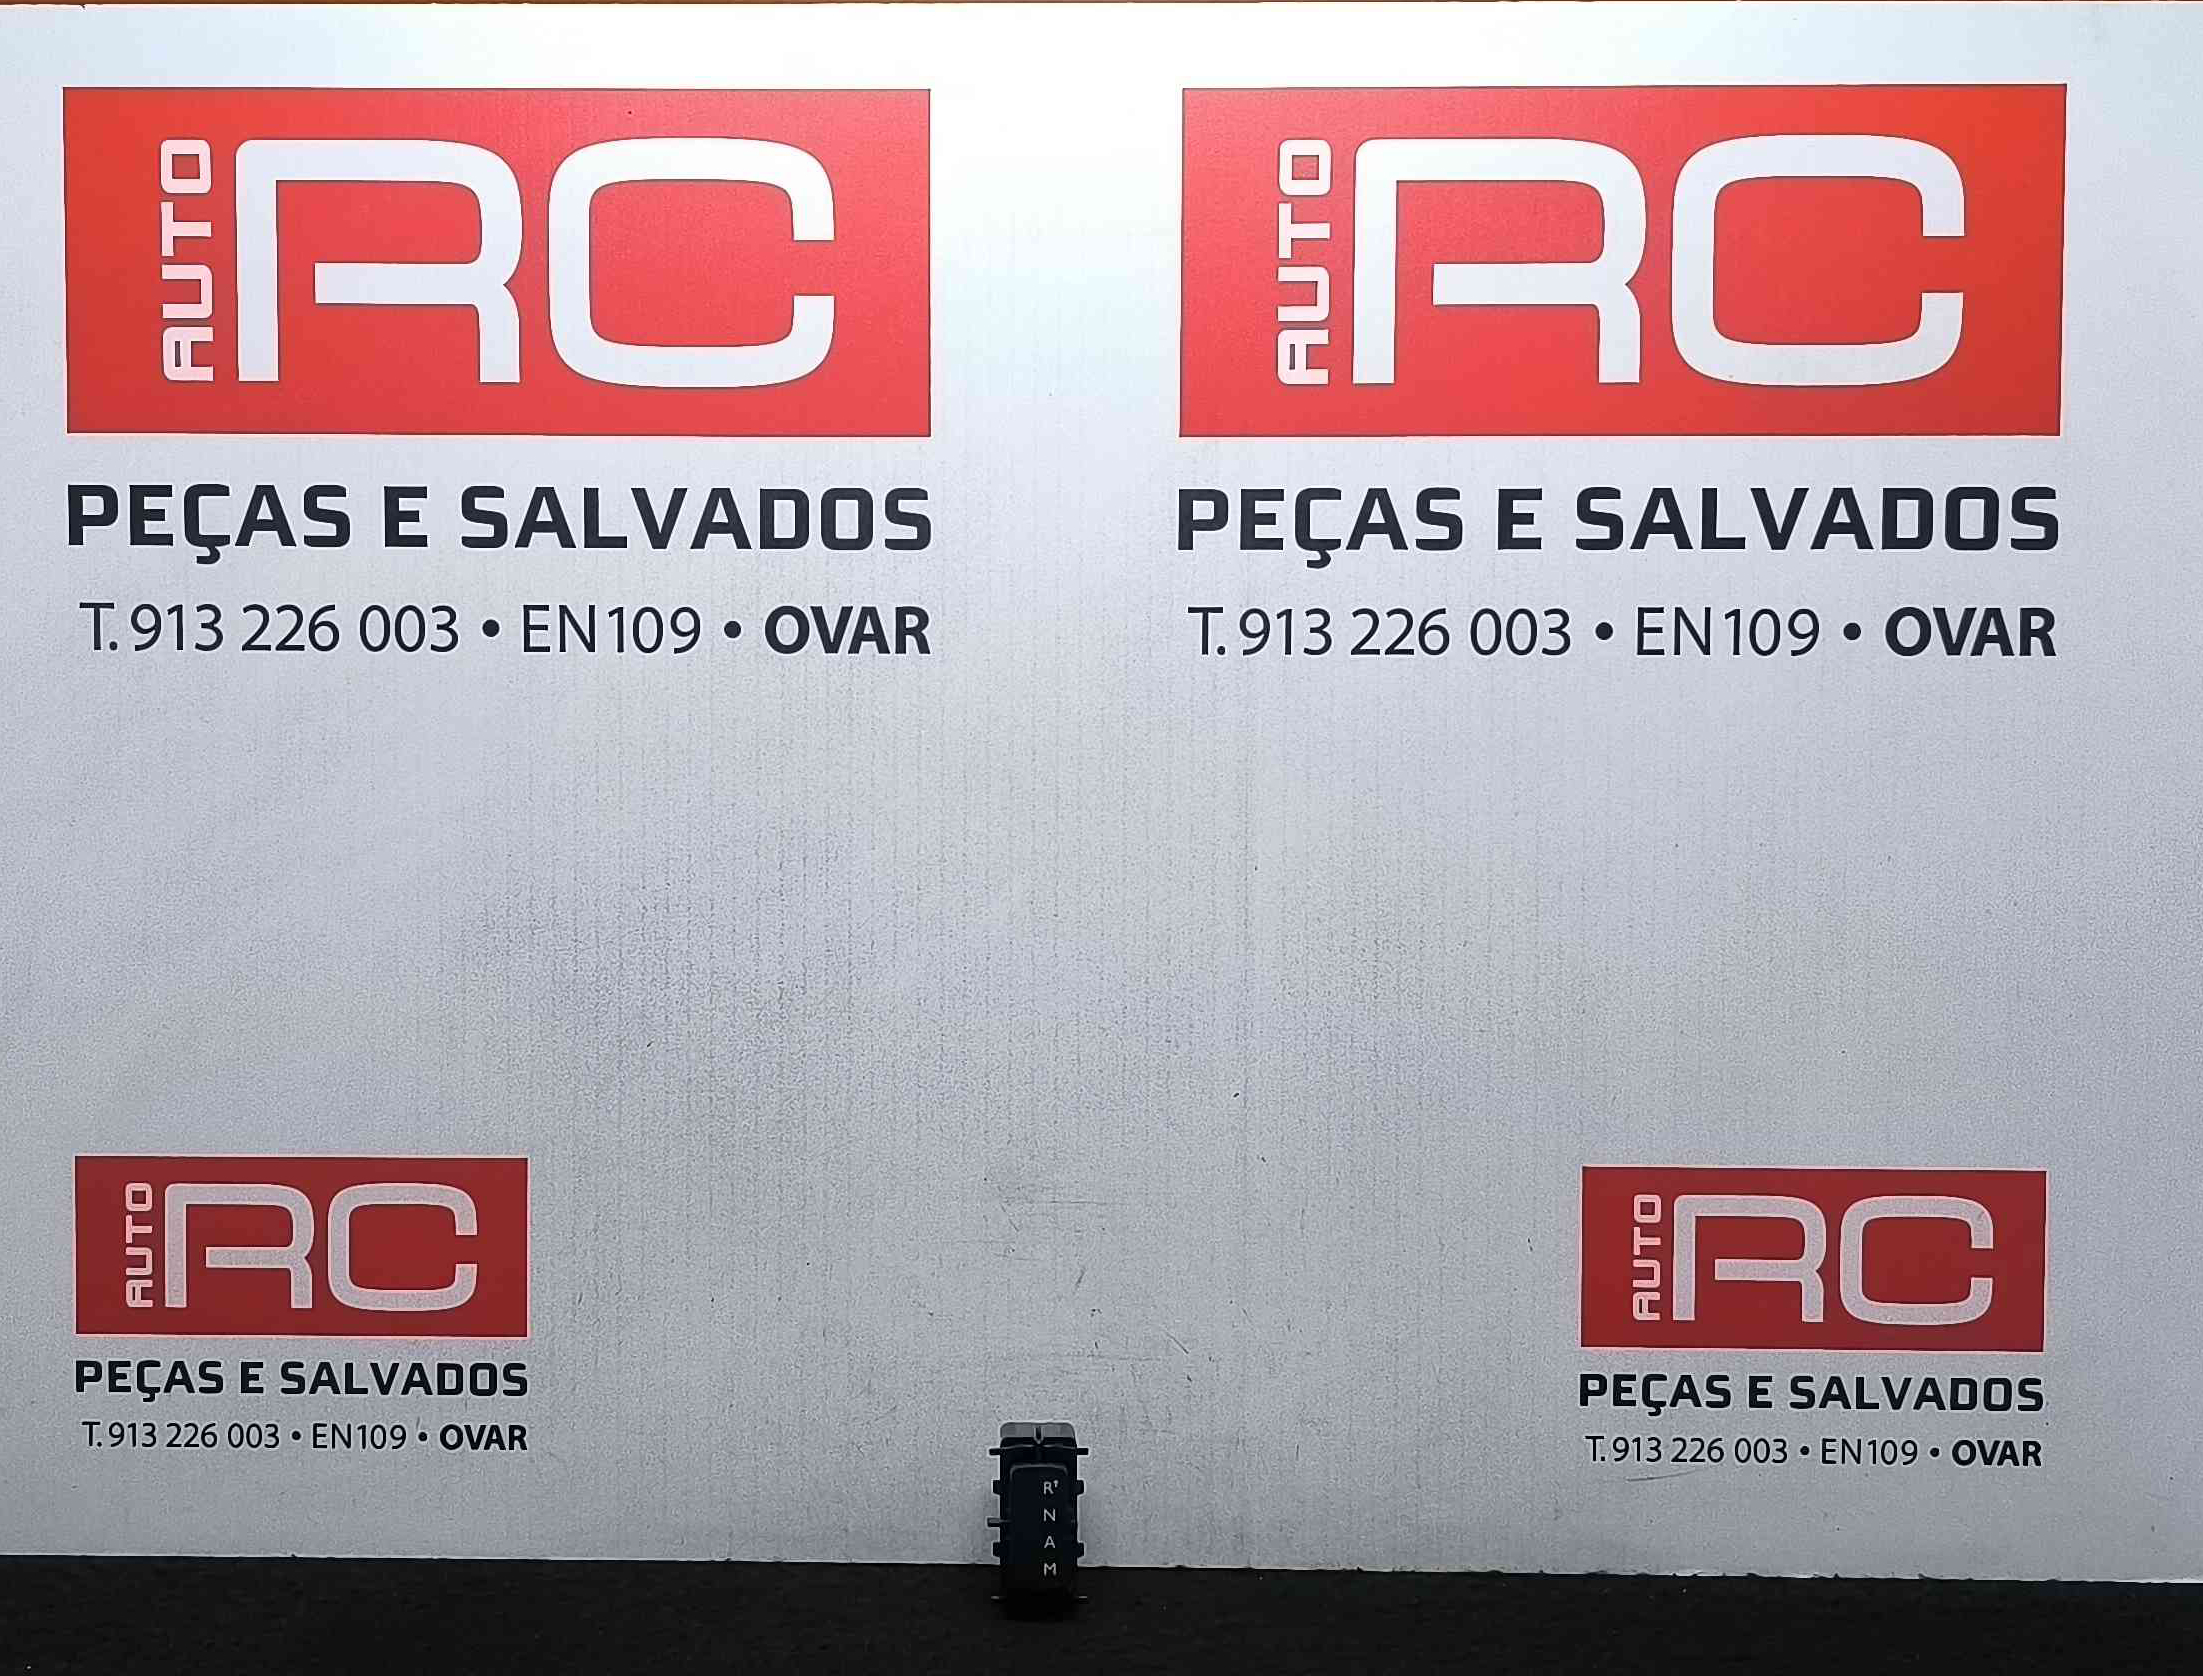 AUTO RC
PEÇAS E SALVADOS
T. 913 226 003 • EN109 • OVAR
AUTO RC
PEÇAS E SALVADOS
T. 913 226 003 • EN109 • OVAR
AUTO RC
PEÇAS E SALVADOS
T. 913 226 003 • EN109 • OVAR
AUTO RC
PEÇAS E SALVADOS
T. 913 226 003 • EN109 • OVAR
R↑
N
A
M